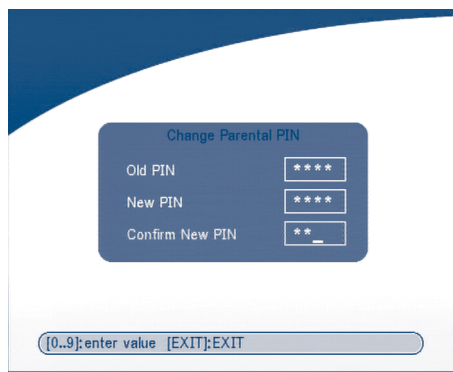 Change Parental PIN
Old PIN ****
New PIN ****
Confirm New PIN **_
[0..9]:enter value [EXIT]:EXIT